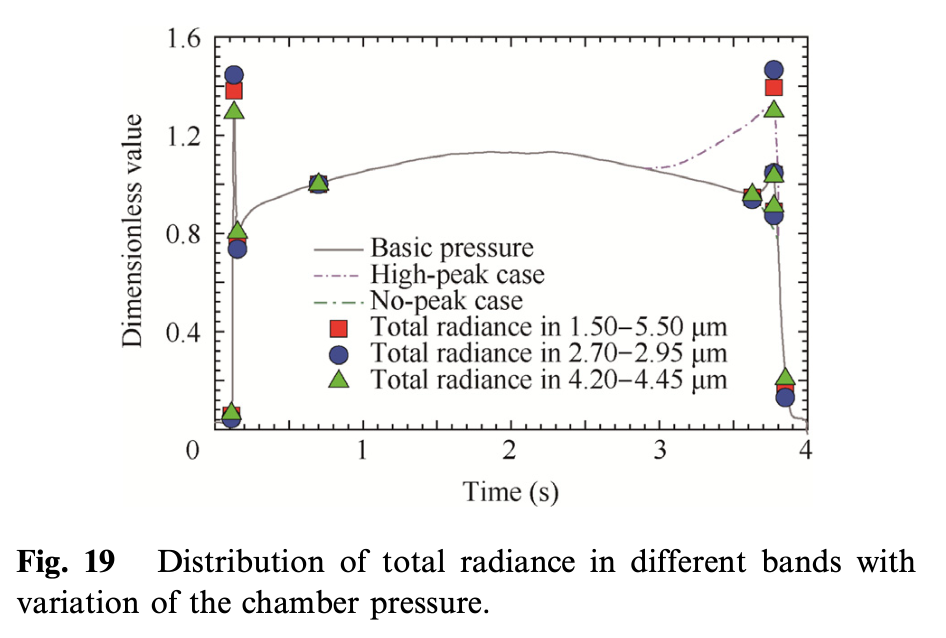 1.6
1.2
0.8
0.4
0
1
2
3
4
Dimensionless value
Basic pressure
High-peak case
No-peak case
Total radiance in 1.50–5.50 μm
Total radiance in 2.70–2.95 μm
Total radiance in 4.20–4.45 μm
Time (s)
Fig. 19 Distribution of total radiance in different bands with
variation of the chamber pressure.